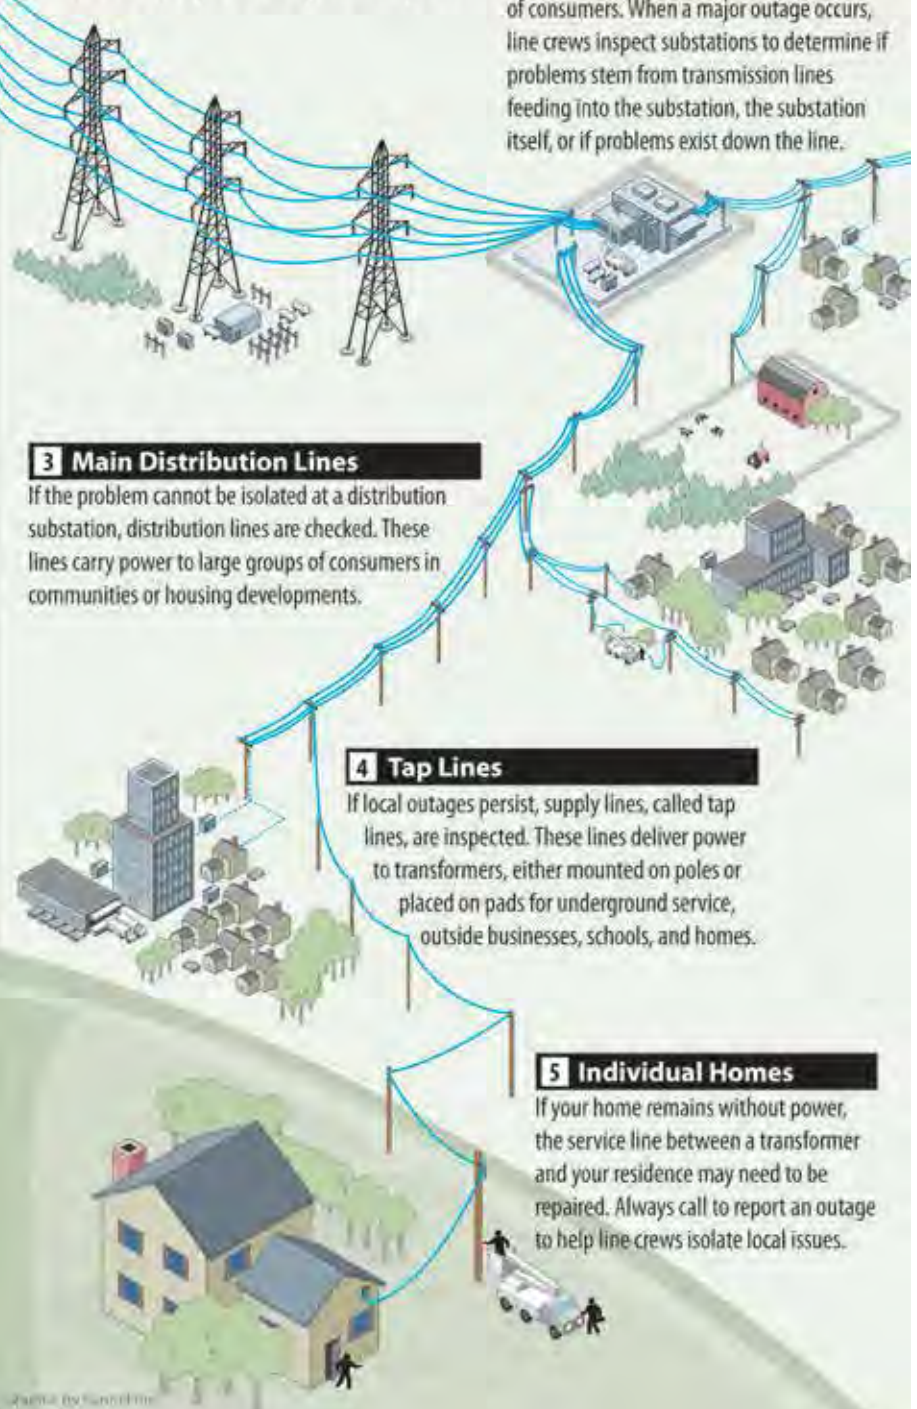 of consumers. When a major outage occurs,
line crews inspect substations to determine if
problems stem from transmission lines
feeding into the substation, the substation
itself, or if problems exist down the line.
3 Main Distribution Lines
If the problem cannot be isolated at a distribution
substation, distribution lines are checked. These
lines carry power to large groups of consumers in
communities or housing developments.
4 Tap Lines
If local outages persist, supply lines, called tap
lines, are inspected. These lines deliver power
to transformers, either mounted on poles or
placed on pads for underground service,
outside businesses, schools, and homes.
5 Individual Homes
If your home remains without power,
the service line between a transformer
and your residence may need to be
repaired. Always call to report an outage
to help line crews isolate local issues.